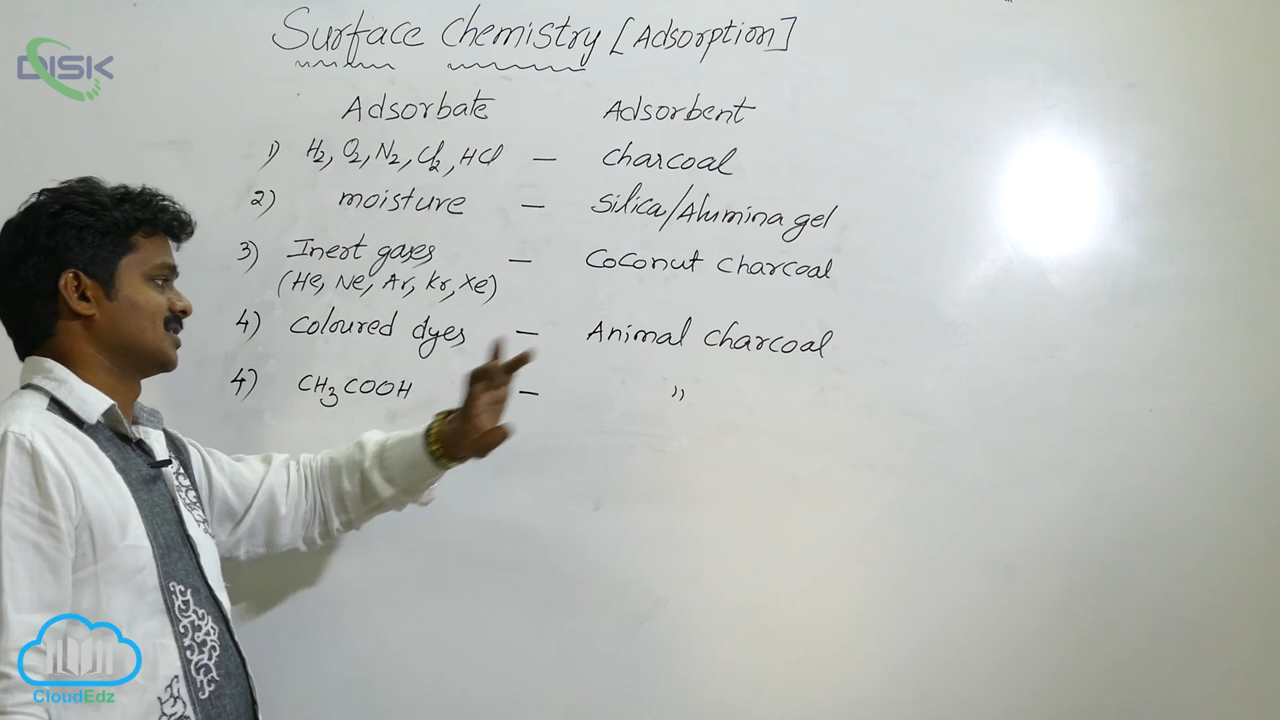 Surface Chemistry [Adsorption]
DISK
Adsorbate Adsorbent
1) H2, O2, N2, Cl2, HCl — Charcoal
2) moisture — Silica/Alumina gel
3) Inert gases — Coconut Charcoal
(He, Ne, Ar, Kr, Xe)
4) Coloured dyes — Animal Charcoal
4) CH3COOH — ,,
CloudEdz